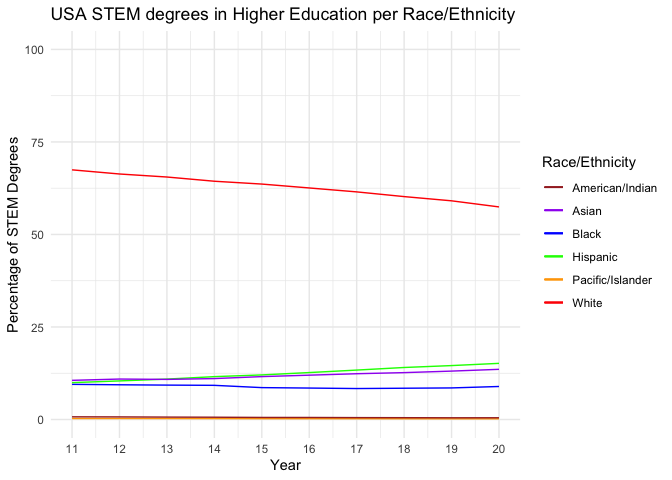 USA STEM degrees in Higher Education per Race/Ethnicity
100
75
50
25
0
Percentage of STEM Degrees
11 12 13 14 15 16 17 18 19 20
Year
Race/Ethnicity
American/Indian
Asian
Black
Hispanic
Pacific/Islander
White